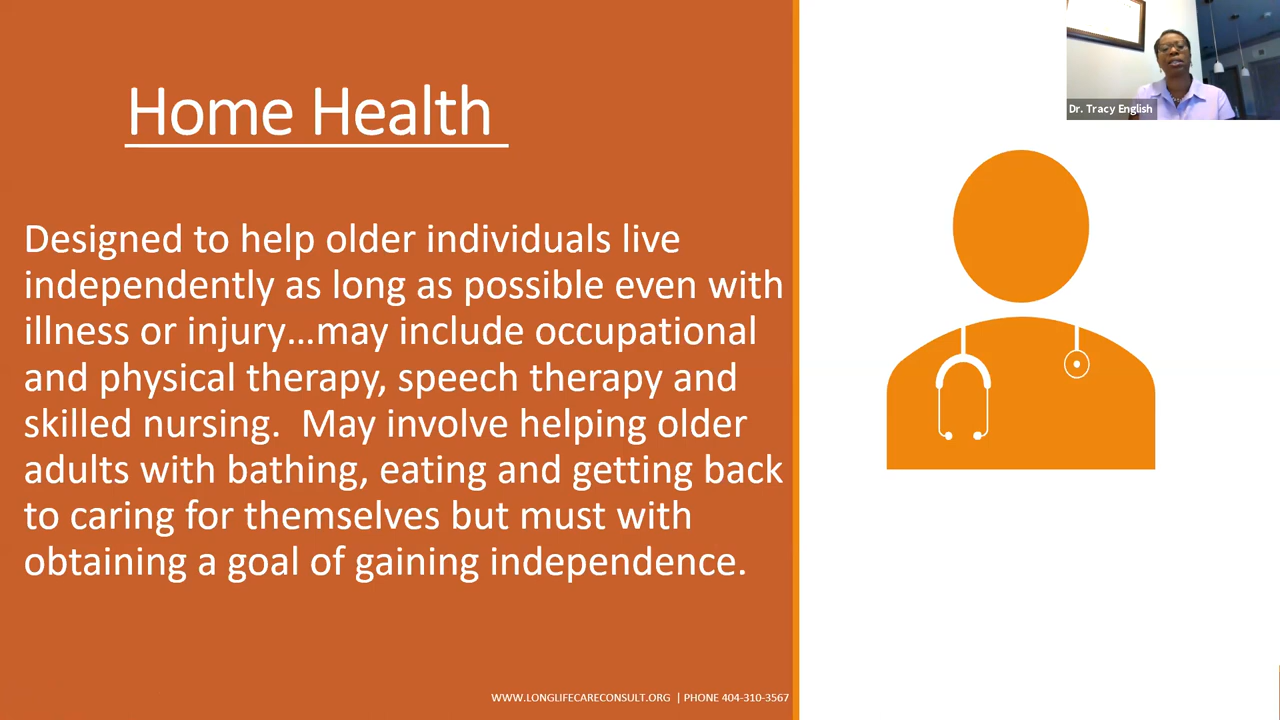 Home Health
Designed to help older individuals live
independently as long as possible even with
illness or injury…may include occupational
and physical therapy, speech therapy and
skilled nursing.  May involve helping older
adults with bathing, eating and getting back
to caring for themselves but must with
obtaining a goal of gaining independence.
WWW.LONGLIFECARECONSULT.ORG | PHONE 404-310-3567
Dr. Tracy English